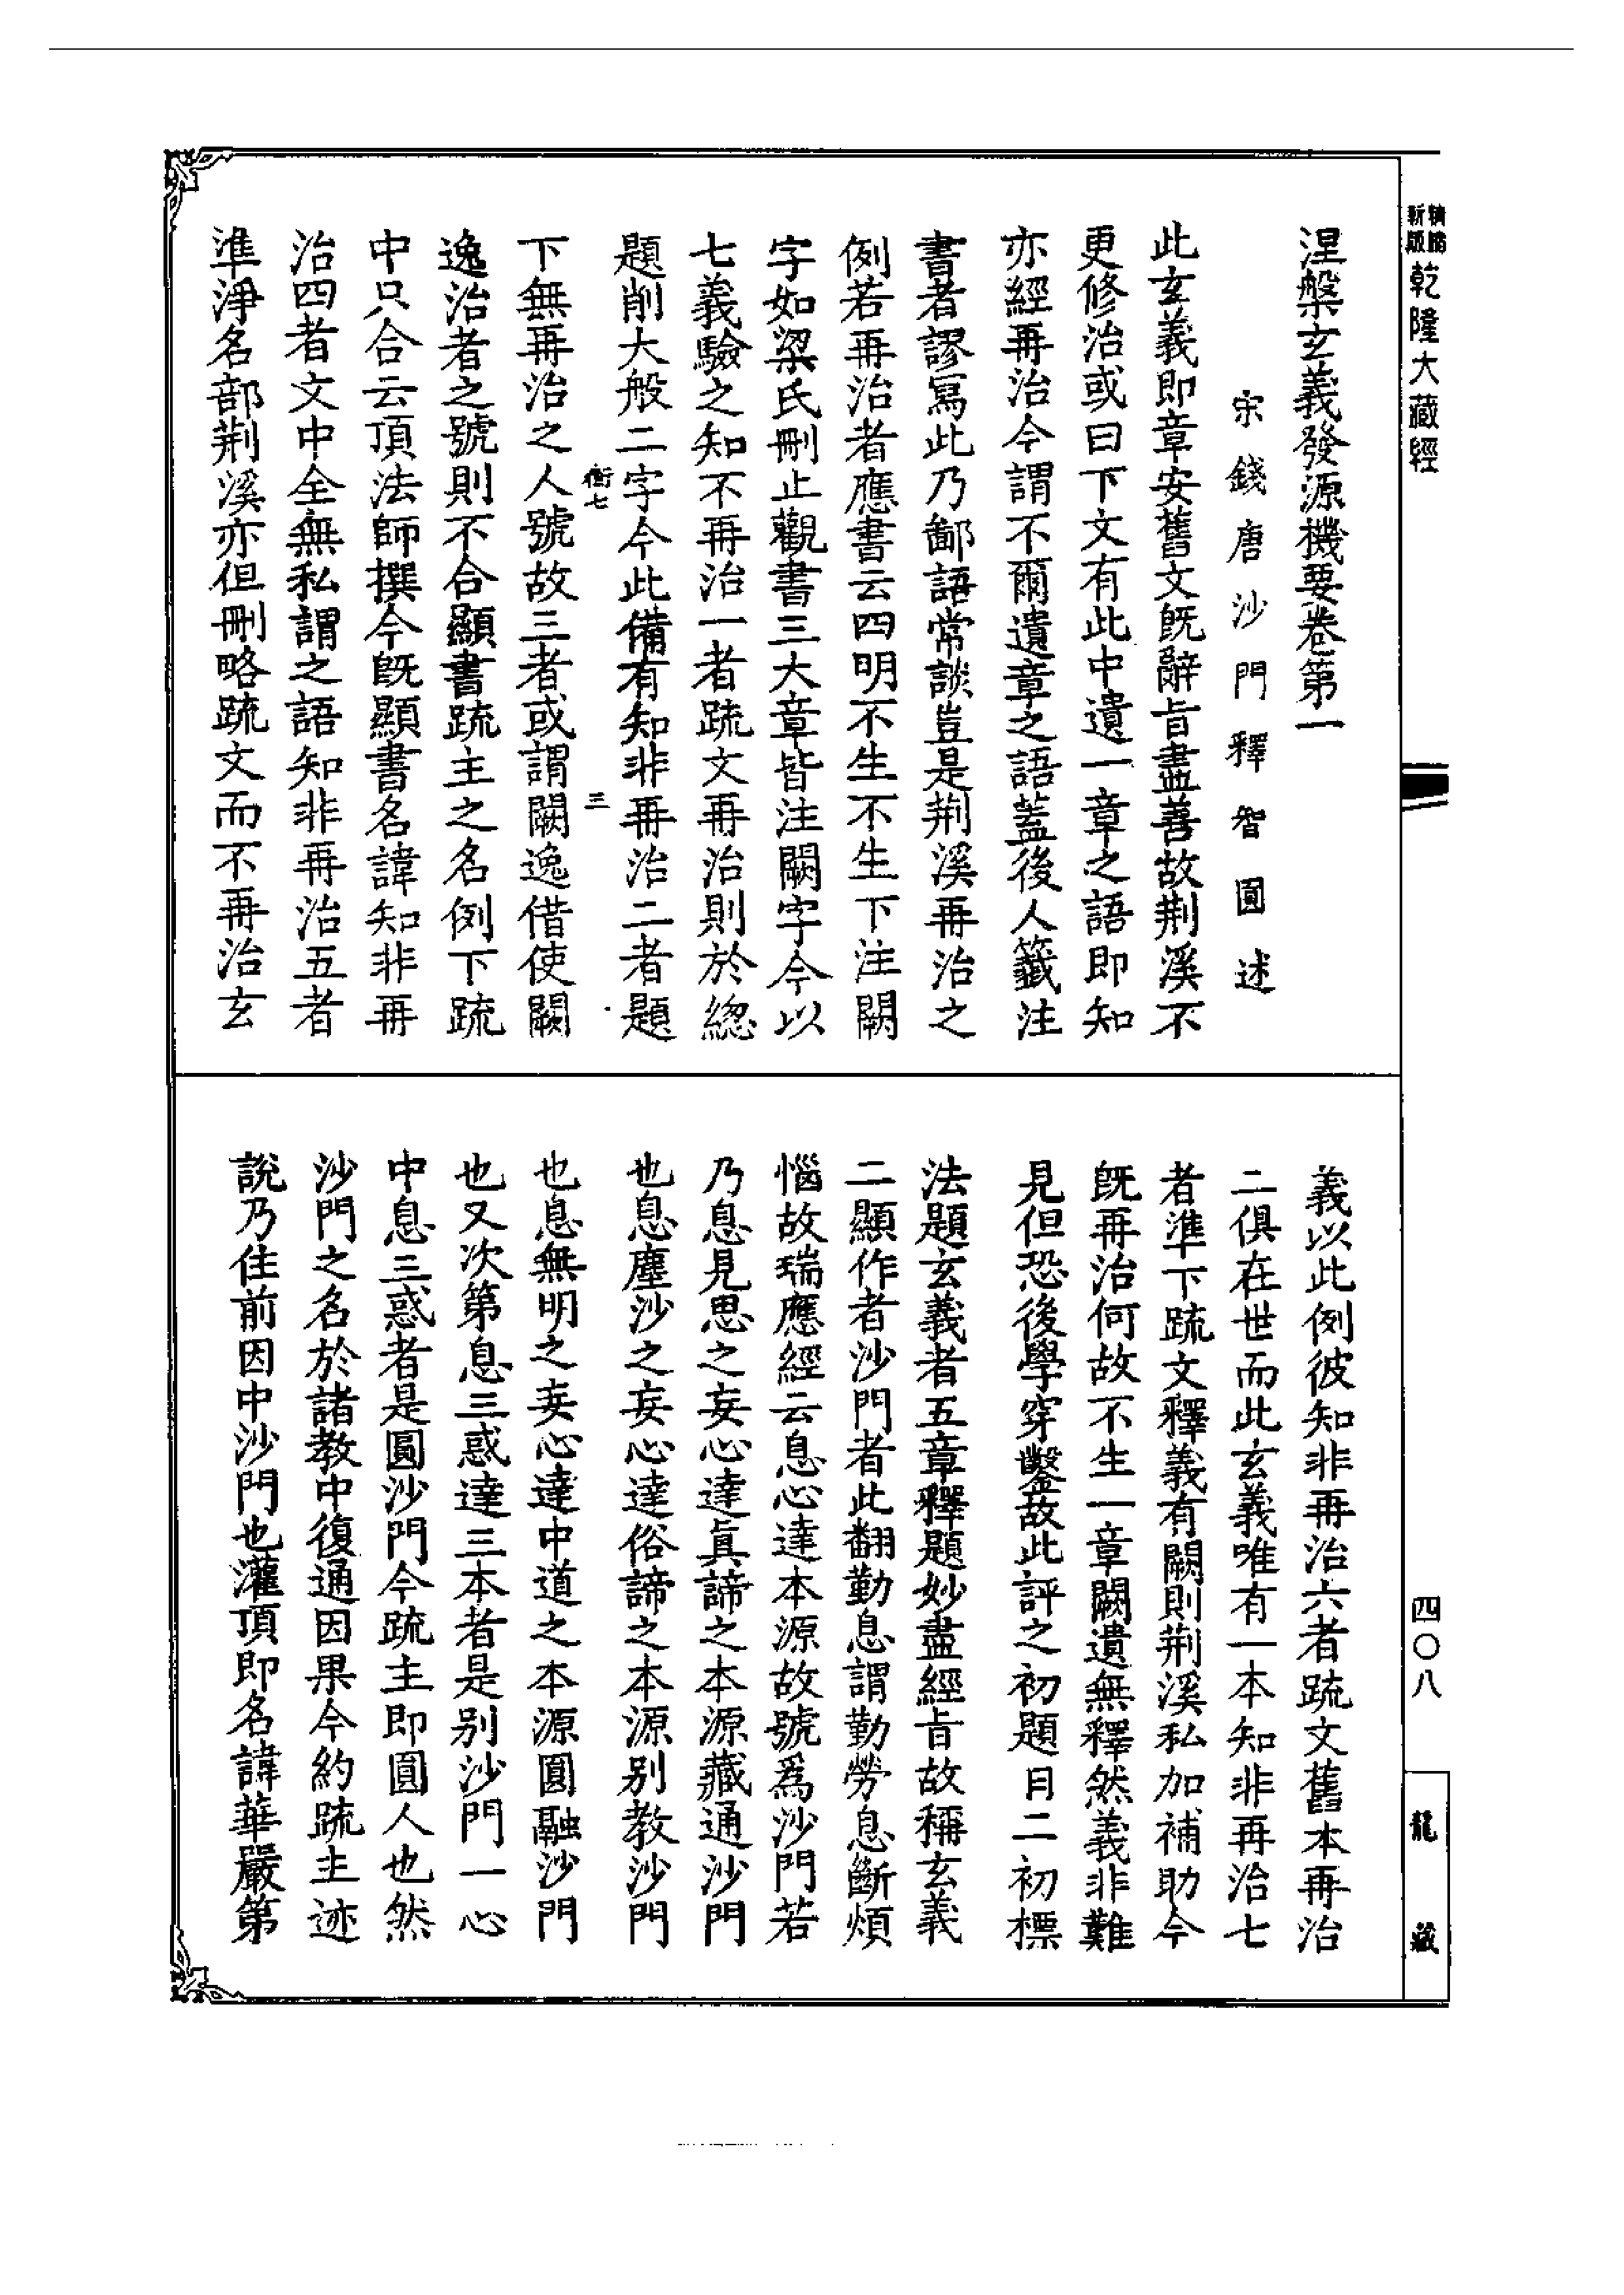 新版精縮
乾隆大藏經
四〇八
龍藏
涅槃玄義發源機要卷第一
宋錢唐沙門釋智圓述
此玄義即章安舊文旣辭旨盡善故荆溪不
更修治或曰下文有此中遺一章之語即知
亦經再治今謂不爾遺章之語蓋後人籤注
書者謬寫此乃鄙語常談豈是荆溪再治之
例若再治者應書云四明不生不生下注闕
字如梁氏刪止觀書三大章皆注闕字今以
七義驗之知不再治一者䟽文再治則於總
題削大般二字今此備有知非再治二者題
衡七
三
下無再治之人號故三者或謂闕逸借使闕
逸治者之號則不合顯書䟽主之名例下䟽
中只合云頂法師撰今旣顯書名諱知非再
治四者文中全無私謂之語知非再治五者
準淨名部荆溪亦但刪略䟽文而不再治玄
義以此例彼知非再治六者䟽文舊本再治
二俱在世而此玄義唯有一本知非再治七
者準下䟽文釋義有闕則荆溪私加補助今
旣再治何故不生一章闕遺無釋然義非難
見但恐後學穿鑿故此評之初題目二初標
法題玄義者五章釋題妙盡經旨故稱玄義
二顯作者沙門者此翻勤息謂勤勞息斷煩
惱故瑞應經云息心達本源故號爲沙門若
乃息見思之妄心達眞諦之本源藏通沙門
也息塵沙之妄心達俗諦之本源别教沙門
也息無明之妄心達中道之本源圓融沙門
也又次第息三惑達三本者是别沙門一心
中息三惑者是圓沙門今䟽主即圓人也然
沙門之名於諸教中復通因果今約䟽主迹
說乃住前因中沙門也灌頂即名諱華嚴第